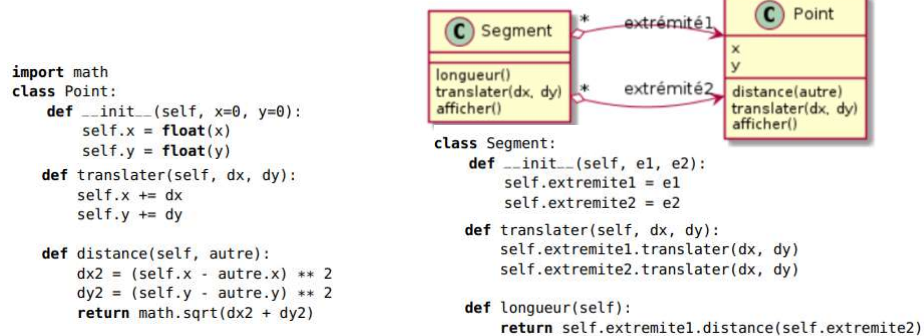 import math
class Point:
def __init__(self, x=0, y=0):
self.x = float(x)
self.y = float(y)
def translater(self, dx, dy):
self.x += dx
self.y += dy
def distance(self, autre):
dx2 = (self.x - autre.x) ** 2
dy2 = (self.y - autre.y) ** 2
return math.sqrt(dx2 + dy2)
C Segment
longueur()
translater(dx, dy)
afficher()
* extrémité1
* extrémité2
C Point
x
y
distance(autre)
translater(dx, dy)
afficher()
class Segment:
def __init__(self, e1, e2):
self.extremite1 = e1
self.extremite2 = e2
def translater(self, dx, dy):
self.extremite1.translater(dx, dy)
self.extremite2.translater(dx, dy)
def longueur(self):
return self.extremite1.distance(self.extremite2)